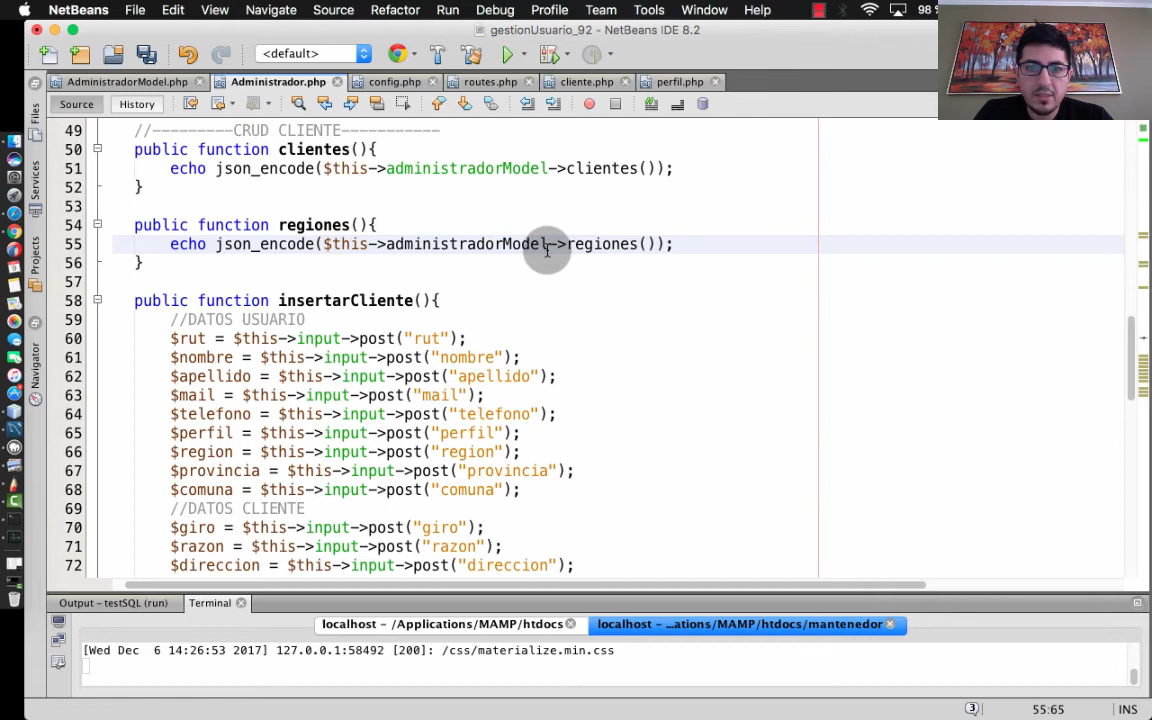 NetBeans File Edit View Navigate Source Refactor Run Debug Profile Team Tools Window Help 98 %
gestionUsuario_92 - NetBeans IDE 8.2
<default>
AdministradorModel.php Administrador.php config.php routes.php cliente.php perfil.php
Source History
Files
Services
Projects
Navigator
49 //---------CRUD CLIENTE-----------
50 public function clientes(){
51 echo json_encode($this->administradorModel->clientes());
52 }
53
54 public function regiones(){
55 echo json_encode($this->administradorModel->regiones());
56 }
57
58 public function insertarCliente(){
59 //DATOS USUARIO
60 $rut = $this->input->post("rut");
61 $nombre = $this->input->post("nombre");
62 $apellido = $this->input->post("apellido");
63 $mail = $this->input->post("mail");
64 $telefono = $this->input->post("telefono");
65 $perfil = $this->input->post("perfil");
66 $region = $this->input->post("region");
67 $provincia = $this->input->post("provincia");
68 $comuna = $this->input->post("comuna");
69 //DATOS CLIENTE
70 $giro = $this->input->post("giro");
71 $razon = $this->input->post("razon");
72 $direccion = $this->input->post("direccion");
Output - testSQL (run) Terminal
localhost - /Applications/MAMP/htdocs localhost - ...ations/MAMP/htdocs/mantenedor
[Wed Dec  6 14:26:53 2017] 127.0.0.1:58492 [200]: /css/materialize.min.css
3 55:65 INS